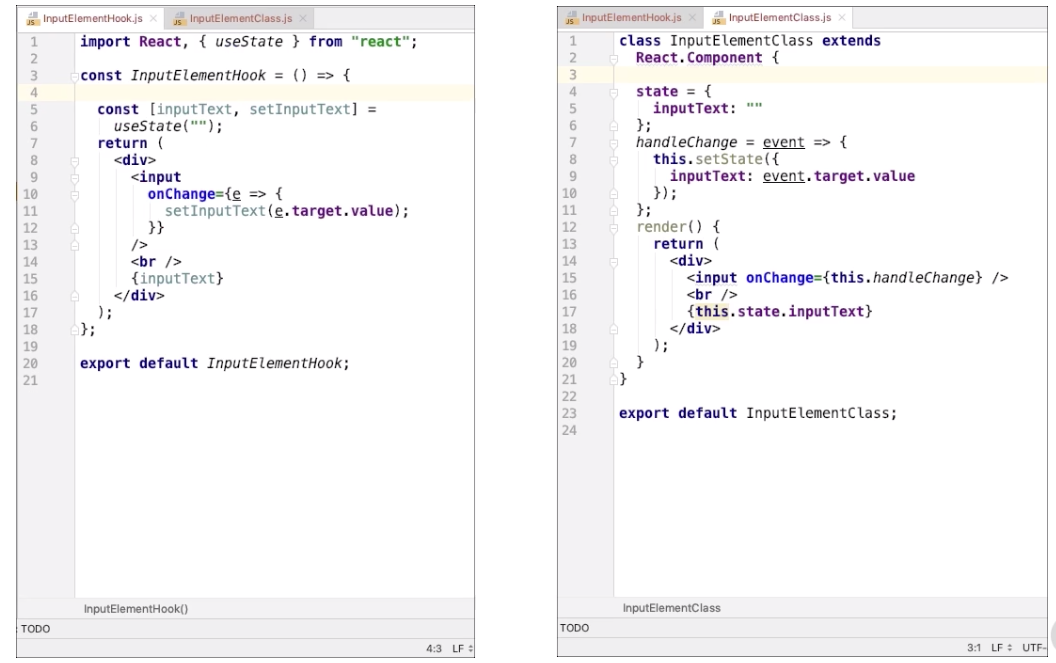 InputElementHook.js × InputElementClass.js ×
1 import React, { useState } from "react";
2
3 const InputElementHook = () => {
4
5 const [inputText, setInputText] =
6 useState("");
7 return (
8 <div>
9 <input
10 onChange={e => {
11 setInputText(e.target.value);
12 }}
13 />
14 <br />
15 {inputText}
16 </div>
17 );
18 };
19
20 export default InputElementHook;
21
InputElementHook()
: TODO
4:3 LF
InputElementHook.js × InputElementClass.js ×
1 class InputElementClass extends
2 React.Component {
3
4 state = {
5 inputText: ""
6 };
7 handleChange = event => {
8 this.setState({
9 inputText: event.target.value
10 });
11 };
12 render() {
13 return (
14 <div>
15 <input onChange={this.handleChange} />
16 <br />
17 {this.state.inputText}
18 </div>
19 );
20 }
21 }
22
23 export default InputElementClass;
24
InputElementClass
TODO
3:1 LF UTF-